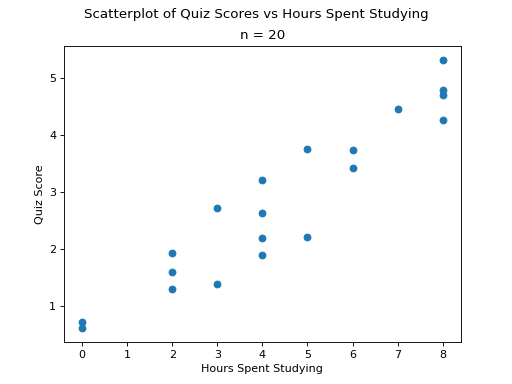 Scatterplot of Quiz Scores vs Hours Spent Studying
n = 20
5
4
3
2
1
Quiz Score
0 1 2 3 4 5 6 7 8
Hours Spent Studying